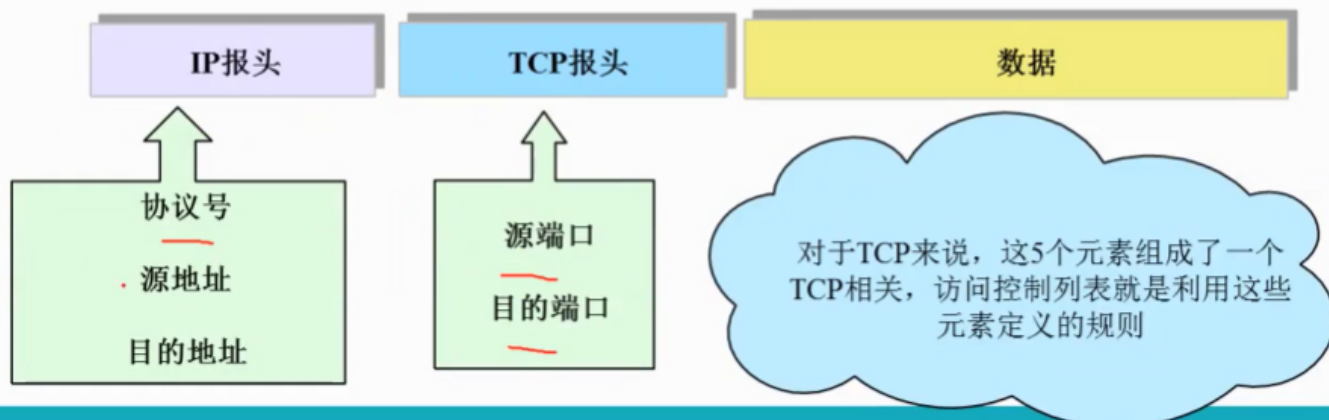 IP报头
TCP报头
数据
协议号
源地址
目的地址
源端口
目的端口
对于TCP来说，这5个元素组成了一个
TCP相关，访问控制列表就是利用这些
元素定义的规则